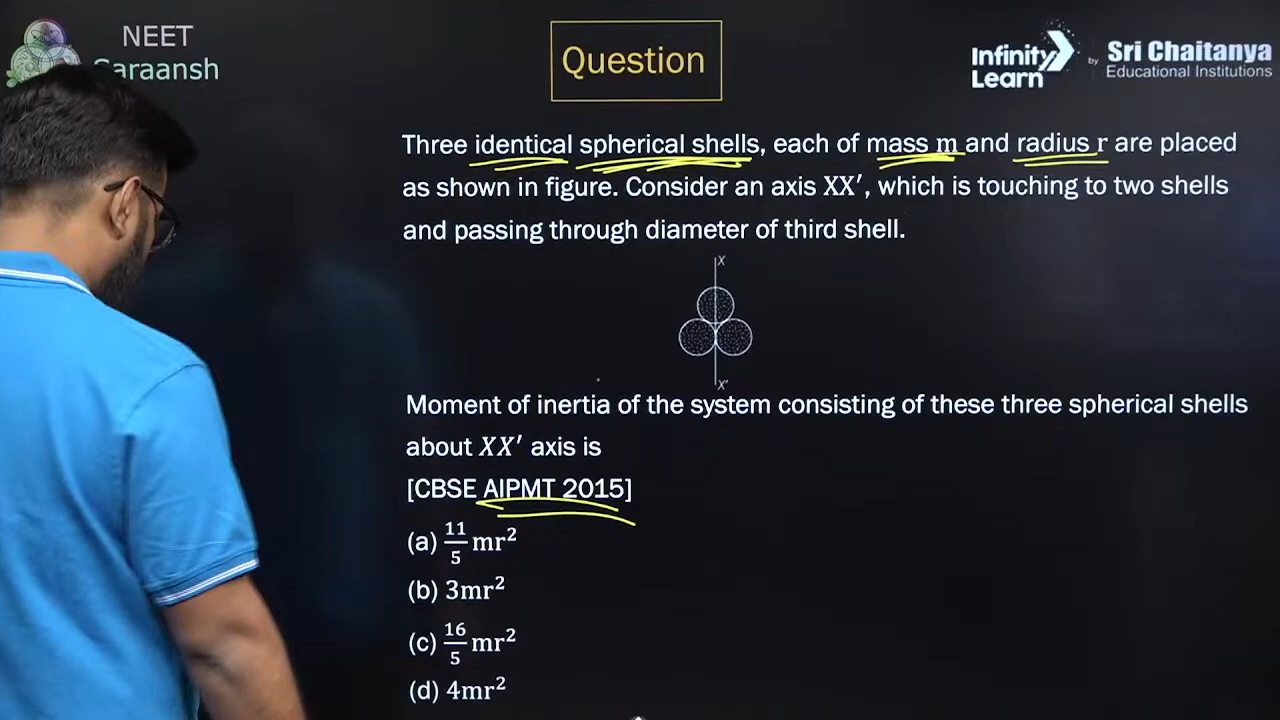 NEET
Saraansh
Question
Infinity
Learn
by
Sri Chaitanya
Educational Institutions
Three identical spherical shells, each of mass m and radius r are placed
as shown in figure. Consider an axis XX′, which is touching to two shells
and passing through diameter of third shell.
X
X′
Moment of inertia of the system consisting of these three spherical shells
about XX′ axis is
[CBSE AIPMT 2015]
(a) 11/5 mr²
(b) 3mr²
(c) 16/5 mr²
(d) 4mr²